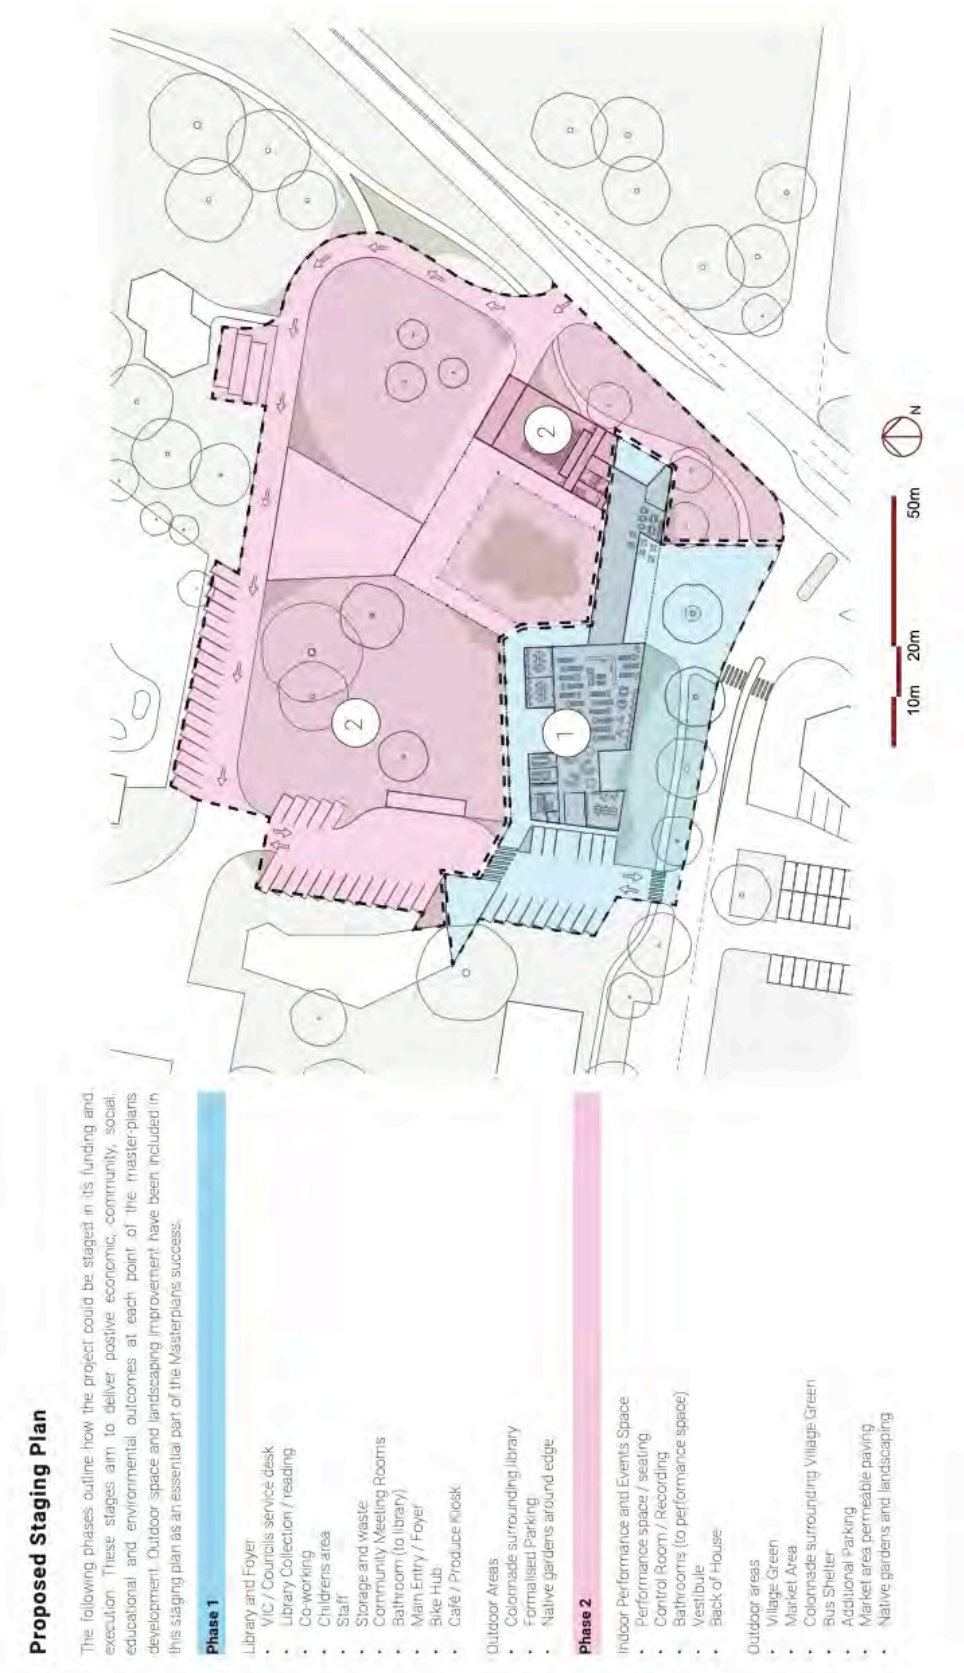 Proposed Staging Plan
The following phases outline how the project could be staged in its funding and
execution. These stages aim to deliver postive economic, community, social,
educational and environmental outcomes at each point of the master-plans
development. Outdoor space and landscaping improvement have been included in
this staging plan as an essential part of the Masterplans success.
Phase 1
Library and Foyer
• VIC / Councils service desk
• Library Collection / reading
• Co-working
• Childrens area
• Staff
• Storage and waste
• Community Meeting Rooms
• Bathroom (to library)
• Main Entry / Foyer
• Bike Hub
• Café / Produce Kiosk
Outdoor Areas
• Colonnade surrounding library
• Formalised Parking
• Native gardens around edge
Phase 2
Indoor Performance and Events Space
• Performance space / seating
• Control Room / Recording
• Bathrooms (to performance space)
• Vestibule
• Back of House
Outdoor areas
• Village Green
• Market Area
• Colonnade surrounding Village Green
• Bus Shelter
• Additional Parking
• Market area permeable paving
• Native gardens and landscaping
2
1
2
10m 20m 50m
N